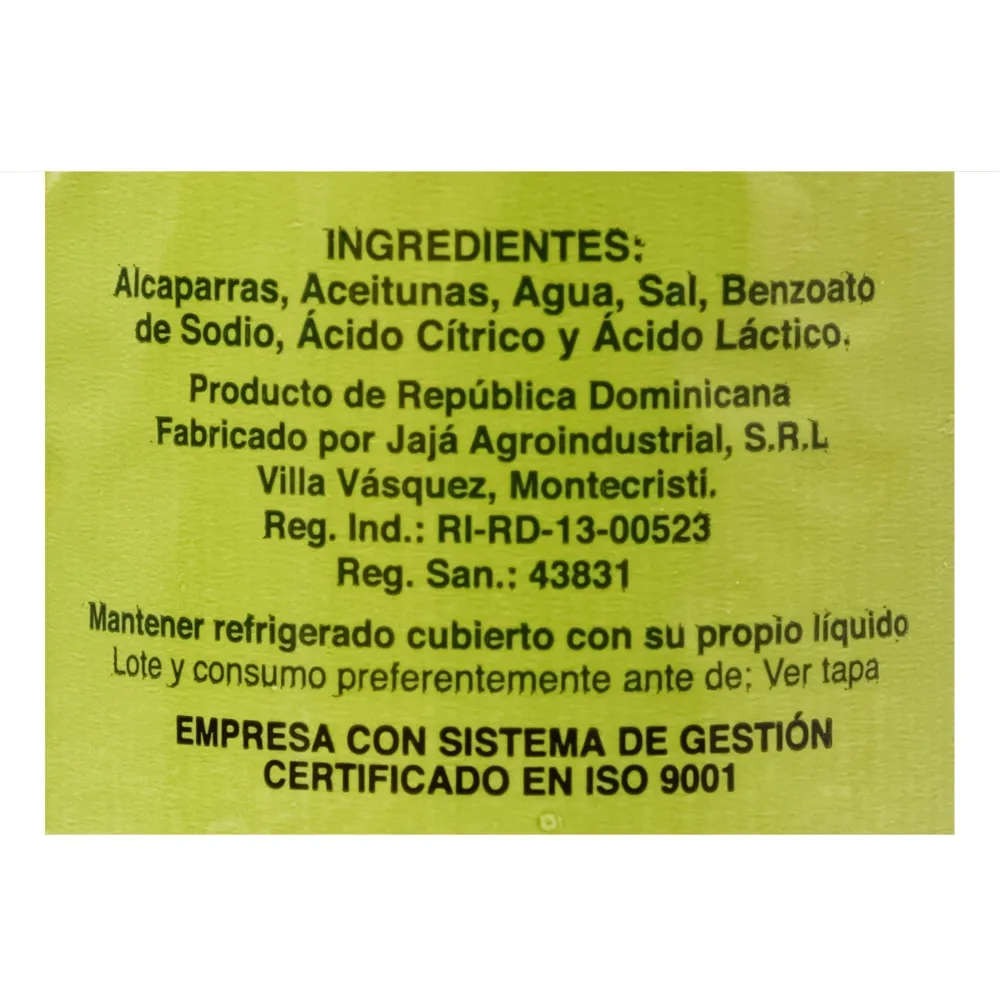 INGREDIENTES:
Alcaparras, Aceitunas, Agua, Sal, Benzoato
de Sodio, Ácido Cítrico y Ácido Láctico.
Producto de República Dominicana
Fabricado por Jajá Agroindustrial, S.R.L
Villa Vásquez, Montecristi.
Reg. Ind.: RI-RD-13-00523
Reg. San.: 43831
Mantener refrigerado cubierto con su propio líquido
Lote y consumo preferentemente ante de: Ver tapa
EMPRESA CON SISTEMA DE GESTIÓN
CERTIFICADO EN ISO 9001